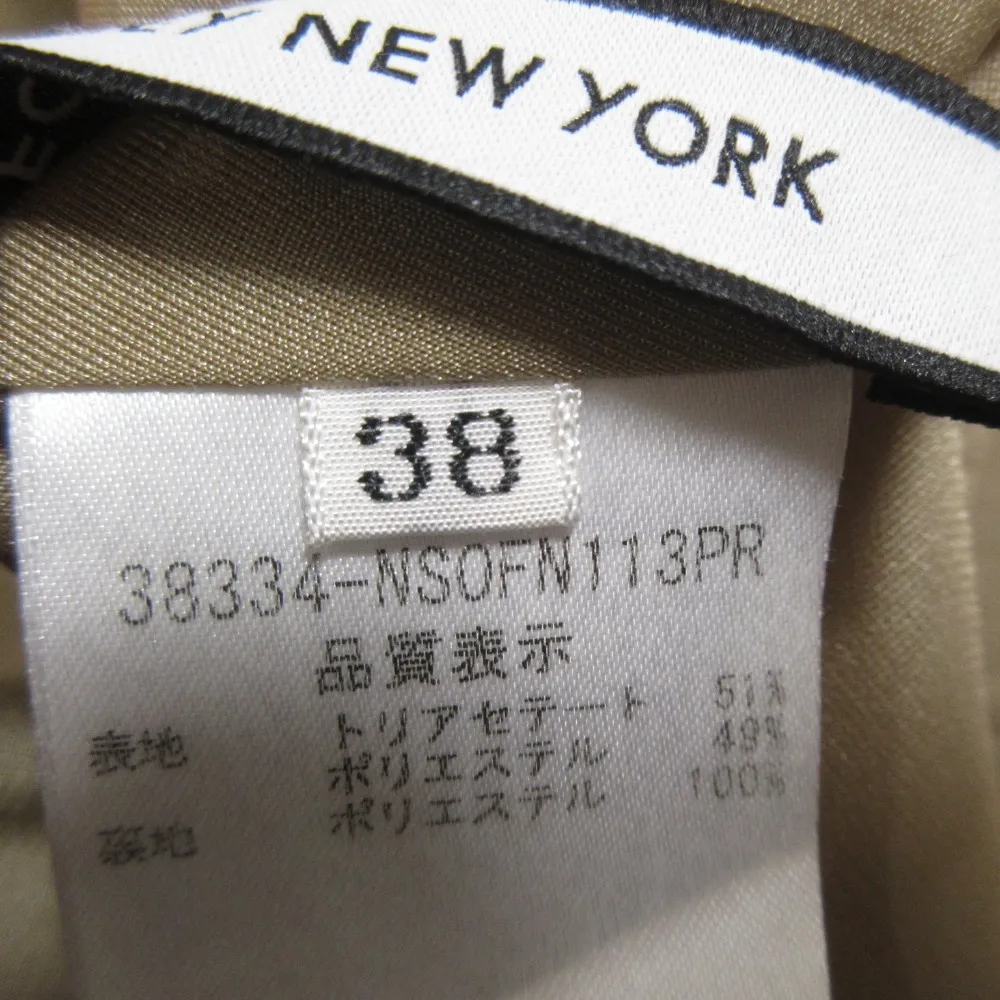 NEW YORK
38
38334-NSOFN113PR
品質表示
表地 トリアセテート 51%
ポリエステル 49%
裏地 ポリエステル 100%